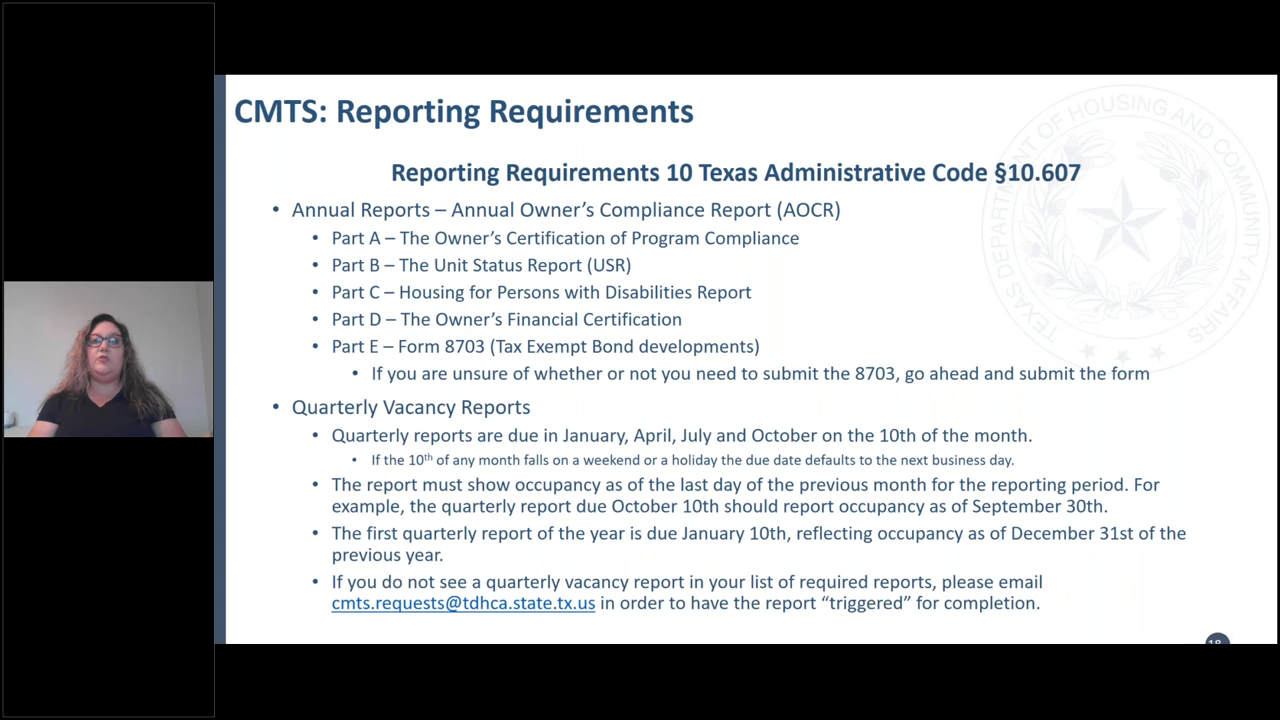 CMTS: Reporting Requirements
Reporting Requirements 10 Texas Administrative Code §10.607
• Annual Reports – Annual Owner's Compliance Report (AOCR)
• Part A – The Owner's Certification of Program Compliance
• Part B – The Unit Status Report (USR)
• Part C – Housing for Persons with Disabilities Report
• Part D – The Owner's Financial Certification
• Part E – Form 8703 (Tax Exempt Bond developments)
• If you are unsure of whether or not you need to submit the 8703, go ahead and submit the form
• Quarterly Vacancy Reports
• Quarterly reports are due in January, April, July and October on the 10th of the month.
• If the 10th of any month falls on a weekend or a holiday the due date defaults to the next business day.
• The report must show occupancy as of the last day of the previous month for the reporting period. For
example, the quarterly report due October 10th should report occupancy as of September 30th.
• The first quarterly report of the year is due January 10th, reflecting occupancy as of December 31st of the
previous year.
• If you do not see a quarterly vacancy report in your list of required reports, please email
cmts.requests@tdhca.state.tx.us in order to have the report “triggered” for completion.
TEXAS DEPARTMENT OF HOUSING AND COMMUNITY AFFAIRS
18